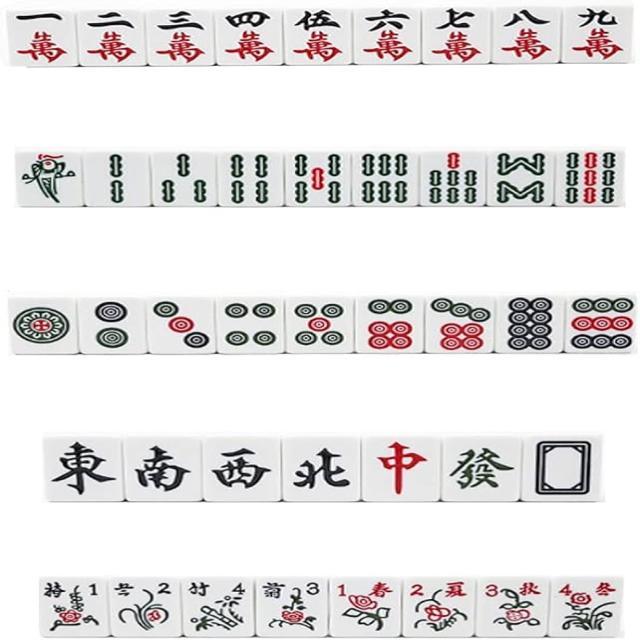 一萬 二萬 三萬 四萬 伍萬 六萬 七萬 八萬 九萬
東 南 西 北 中 發
梅 1 兰 2 竹 4 菊 3 1 春 2 夏 3 秋 4 冬